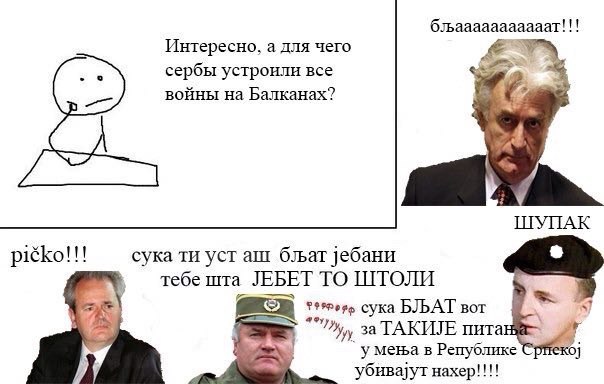 Интересно, а для чего
сербы устроили все
войны на Балканах?
бљааааааааааат!!!
pičko!!!
сука ти уст аш бљат јебани
тебе шта ЈЕБЕТ ТО ШТОЛИ
ШУПАК
сука БЉАТ вот
за ТАКИЈЕ питања
у мења в Републике Српској
убивајут нахер!!!!